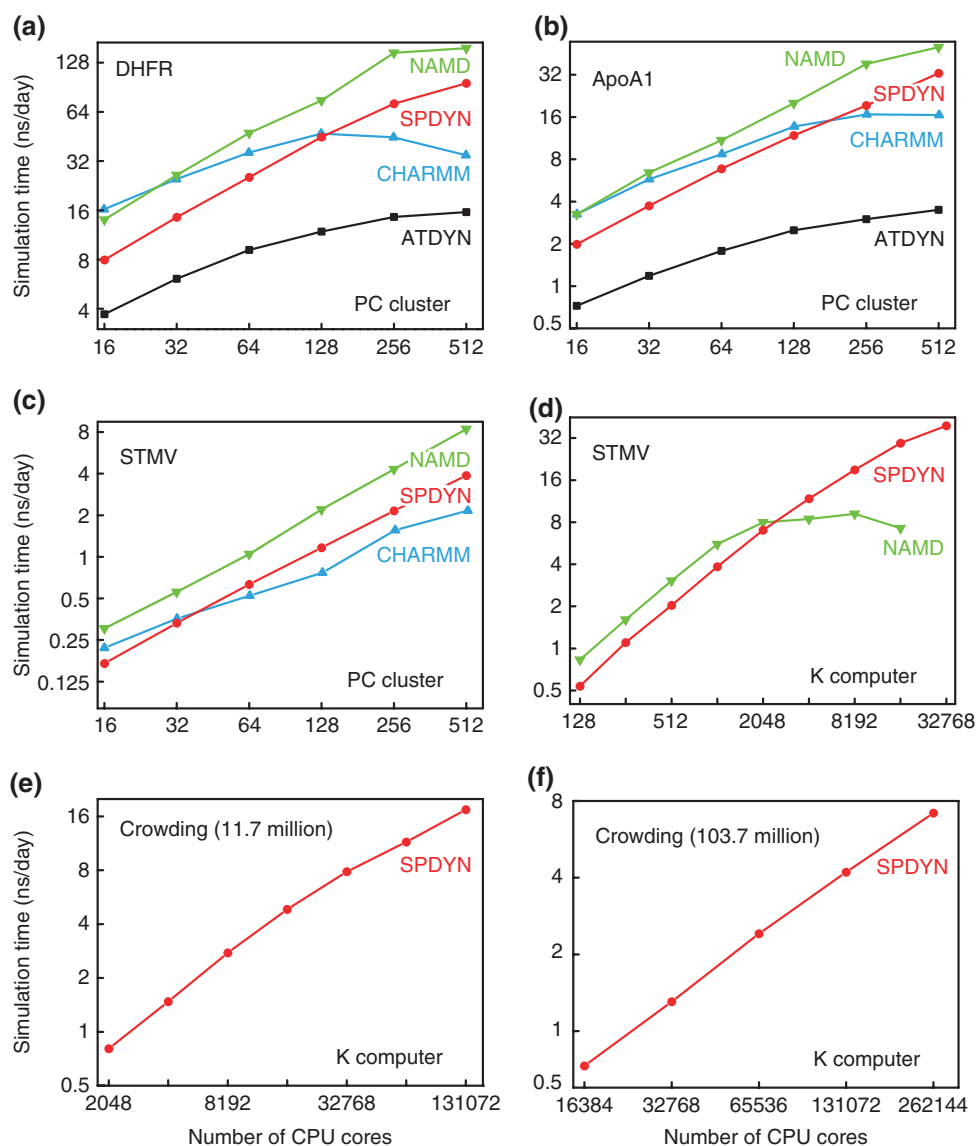 (a)
Simulation time (ns/day)
128
64
32
16
8
4
DHFR
NAMD
SPDYN
CHARMM
ATDYN
PC cluster
16 32 64 128 256 512
(b)
32
16
8
4
2
1
0.5
ApoA1
NAMD
SPDYN
CHARMM
ATDYN
PC cluster
16 32 64 128 256 512
(c)
Simulation time (ns/day)
8
4
2
1
0.5
0.25
0.125
STMV
NAMD
SPDYN
CHARMM
PC cluster
16 32 64 128 256 512
(d)
32
16
8
4
2
1
0.5
STMV
SPDYN
NAMD
K computer
128 512 2048 8192 32768
(e)
Simulation time (ns/day)
16
8
4
2
1
0.5
Crowding (11.7 million)
SPDYN
K computer
2048 8192 32768 131072
Number of CPU cores
(f)
8
4
2
1
0.5
Crowding (103.7 million)
SPDYN
K computer
16384 32768 65536 131072 262144
Number of CPU cores